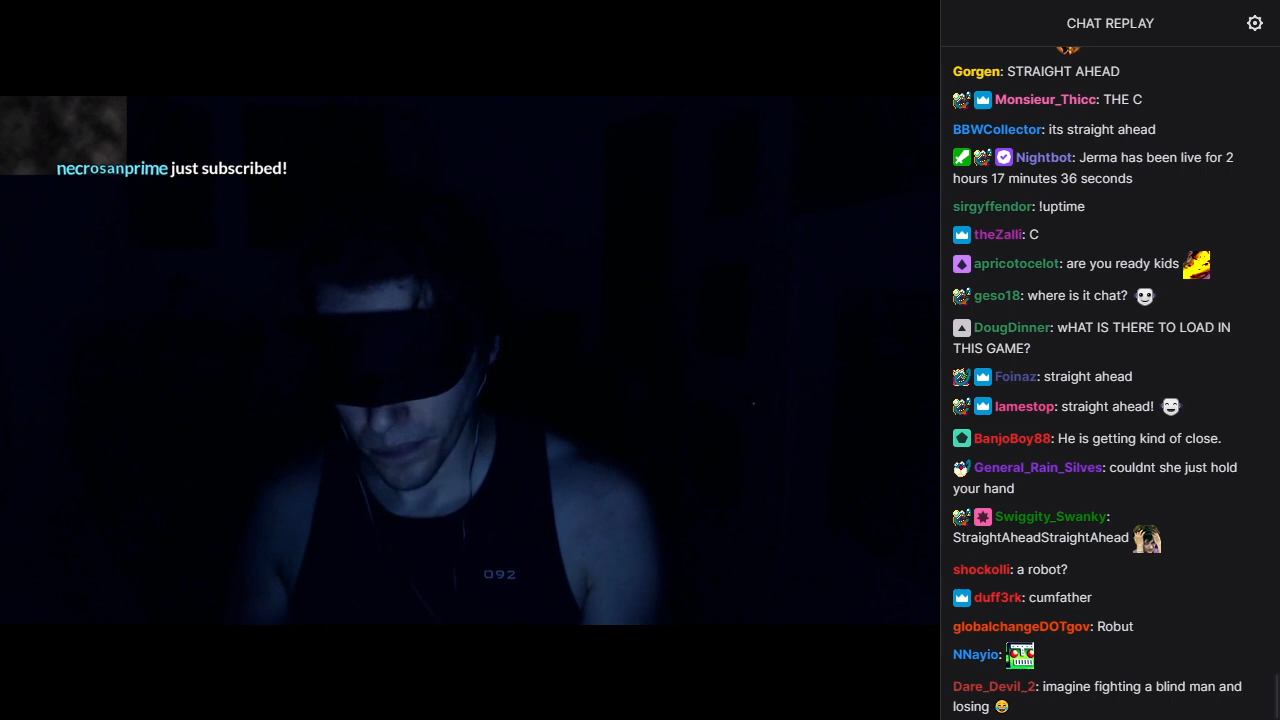 necrosanprime just subscribed!
092
CHAT REPLAY
Gorgen: STRAIGHT AHEAD
Monsieur_Thicc: THE C
BBWCollector: its straight ahead
Nightbot: Jerma has been live for 2
hours 17 minutes 36 seconds
sirgyffendor: !uptime
theZalli: C
apricotocelot: are you ready kids
geso18: where is it chat?
DougDinner: wHAT IS THERE TO LOAD IN
THIS GAME?
Foinaz: straight ahead
lamestop: straight ahead!
BanjoBoy88: He is getting kind of close.
General_Rain_Silves: couldnt she just hold
your hand
Swiggity_Swanky:
StraightAheadStraightAhead
shockolli: a robot?
duff3rk: cumfather
globalchangeDOTgov: Robut
NNayio:
Dare_Devil_2: imagine fighting a blind man and
losing 😂